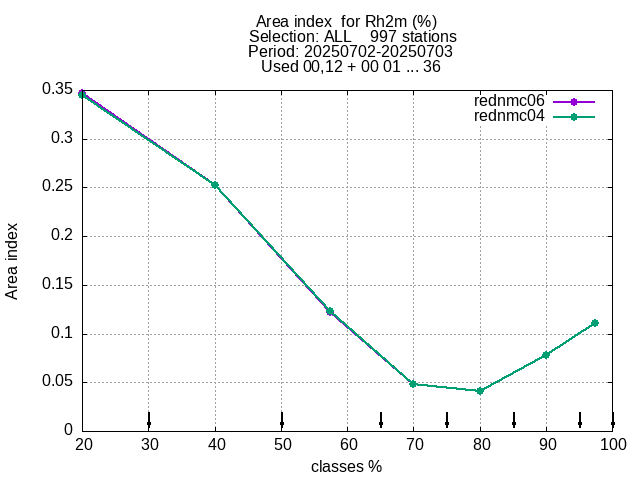 Area index  for Rh2m (%)
Selection: ALL    997 stations
Period: 20250702-20250703
Used 00,12 + 00 01 ... 36
rednmc06
rednmc04
0.35
0.3
0.25
0.2
0.15
0.1
0.05
0
Area index
20 30 40 50 60 70 80 90 100
classes %